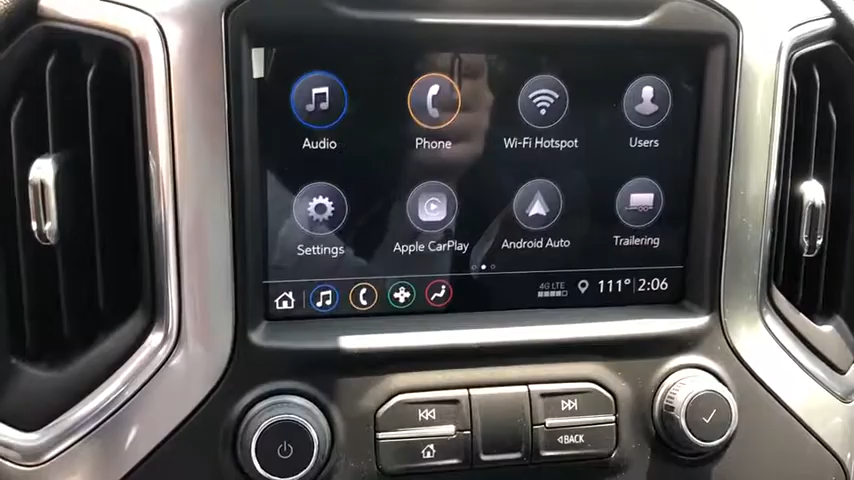 Audio Phone Wi-Fi Hotspot Users
Settings Apple CarPlay Android Auto Trailering
4G LTE 111° 2:06
BACK